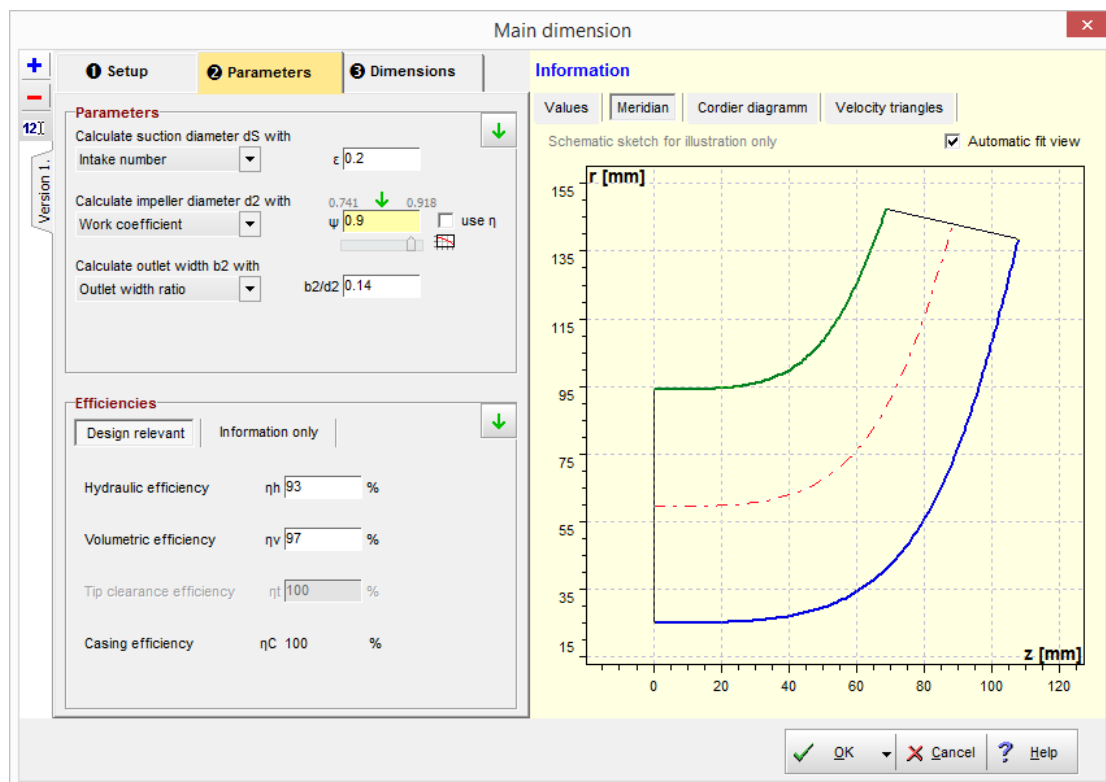 Main dimension
12
Version 1.
❶ Setup
❷ Parameters
❸ Dimensions
Parameters
Calculate suction diameter dS with
Intake number
ε 0.2
Calculate impeller diameter d2 with
0.741 0.918
Work coefficient
ψ 0.9
use η
Calculate outlet width b2 with
Outlet width ratio
b2/d2 0.14
Efficiencies
Design relevant
Information only
Hydraulic efficiency ηh 93 %
Volumetric efficiency ηv 97 %
Tip clearance efficiency ηt 100 %
Casing efficiency ηC 100 %
Information
Values
Meridian
Cordier diagramm
Velocity triangles
Schematic sketch for illustration only
Automatic fit view
r [mm]
155
135
115
95
75
55
35
15
z [mm]
0 20 40 60 80 100 120
OK
Cancel
Help